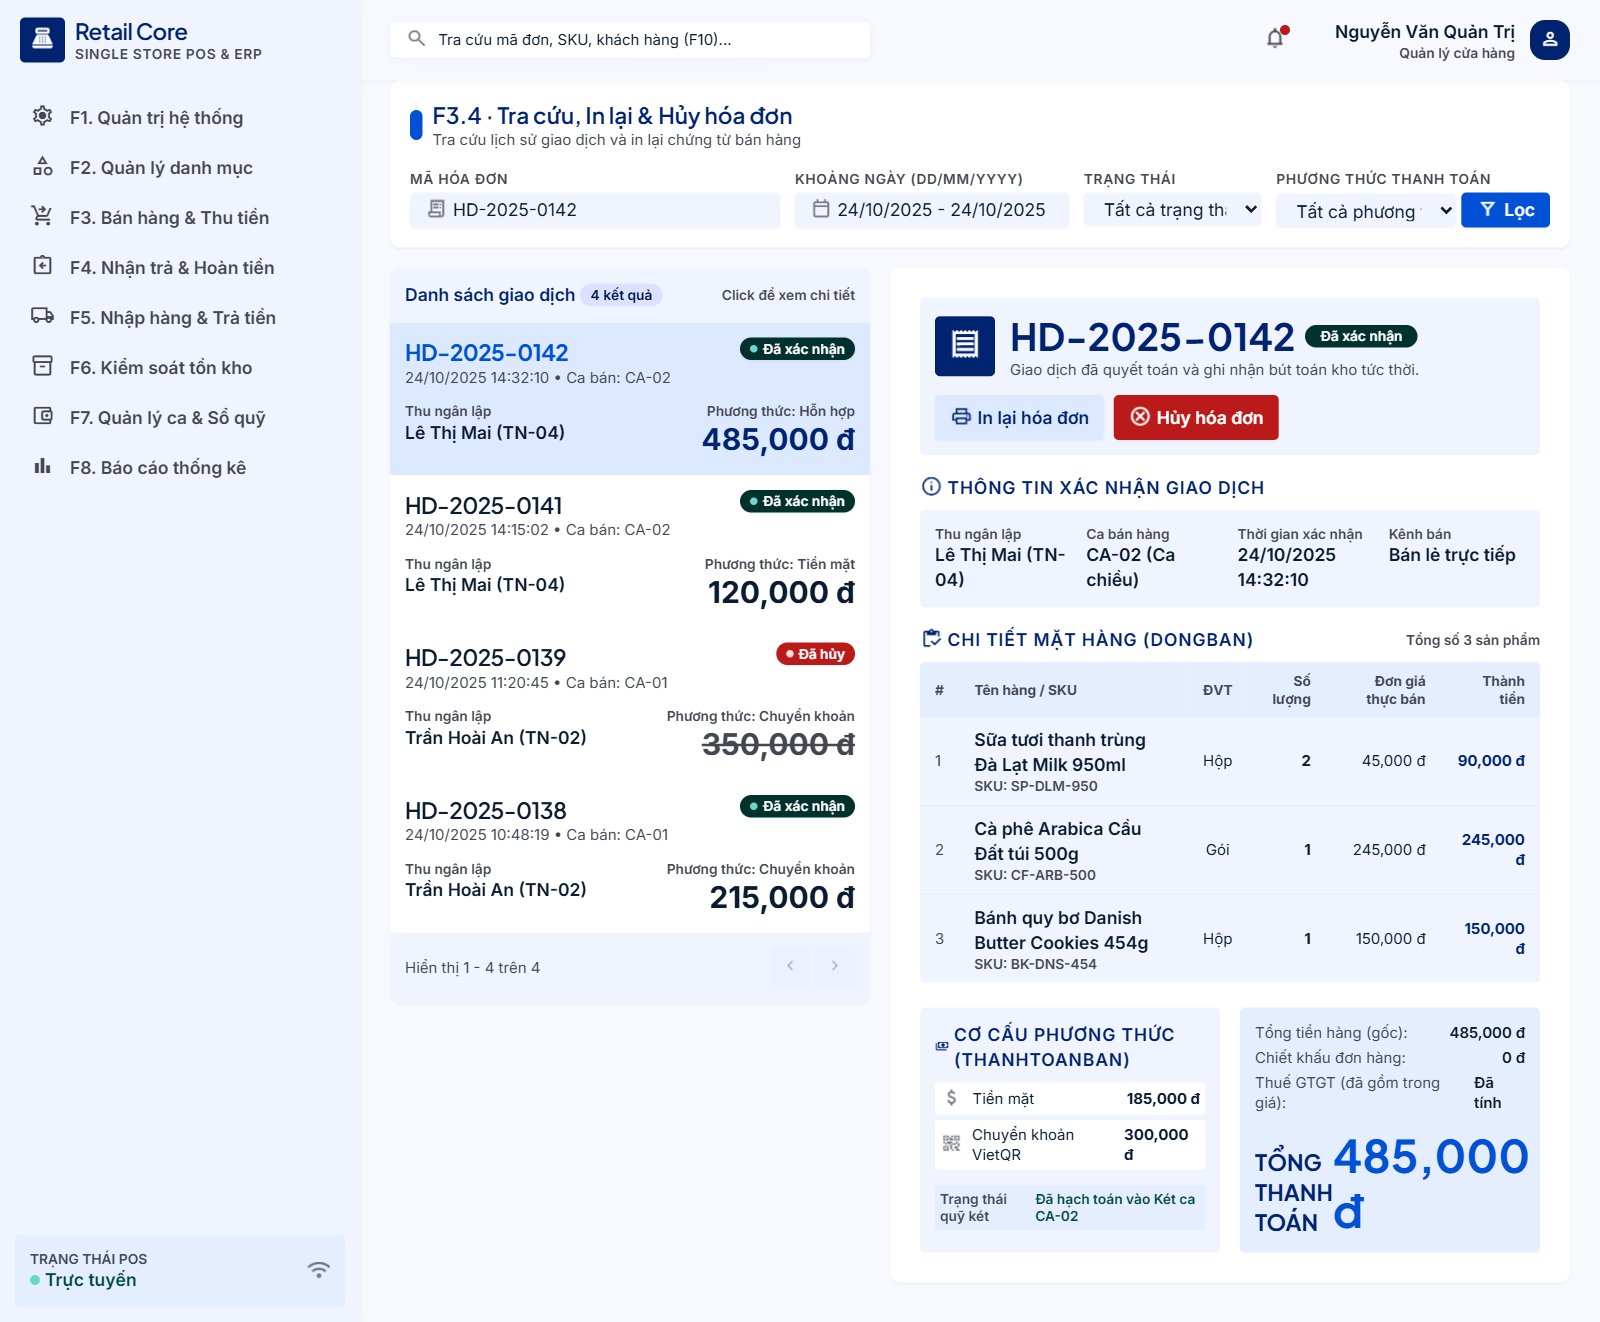 Retail Core
SINGLE STORE POS & ERP
F1. Quản trị hệ thống
F2. Quản lý danh mục
F3. Bán hàng & Thu tiền
F4. Nhận trả & Hoàn tiền
F5. Nhập hàng & Trả tiền
F6. Kiểm soát tồn kho
F7. Quản lý ca & Sổ quỹ
F8. Báo cáo thống kê
TRẠNG THÁI POS
Trực tuyến
Tra cứu mã đơn, SKU, khách hàng (F10)...
Nguyễn Văn Quản Trị
Quản lý cửa hàng
F3.4 · Tra cứu, In lại & Hủy hóa đơn
Tra cứu lịch sử giao dịch và in lại chứng từ bán hàng
MÃ HÓA ĐƠN
HD-2025-0142
KHOẢNG NGÀY (DD/MM/YYYY)
24/10/2025 - 24/10/2025
TRẠNG THÁI
Tất cả trạng thá
PHƯƠNG THỨC THANH TOÁN
Tất cả phương
Lọc
Danh sách giao dịch
4 kết quả
Click để xem chi tiết
HD-2025-0142
Đã xác nhận
24/10/2025 14:32:10 • Ca bán: CA-02
Thu ngân lập
Phương thức: Hỗn hợp
Lê Thị Mai (TN-04)
485,000 đ
HD-2025-0141
Đã xác nhận
24/10/2025 14:15:02 • Ca bán: CA-02
Thu ngân lập
Phương thức: Tiền mặt
Lê Thị Mai (TN-04)
120,000 đ
HD-2025-0139
Đã hủy
24/10/2025 11:20:45 • Ca bán: CA-01
Thu ngân lập
Phương thức: Chuyển khoản
Trần Hoài An (TN-02)
350,000 đ
HD-2025-0138
Đã xác nhận
24/10/2025 10:48:19 • Ca bán: CA-01
Thu ngân lập
Phương thức: Chuyển khoản
Trần Hoài An (TN-02)
215,000 đ
Hiển thị 1 - 4 trên 4
HD-2025-0142
Đã xác nhận
Giao dịch đã quyết toán và ghi nhận bút toán kho tức thời.
In lại hóa đơn
Hủy hóa đơn
THÔNG TIN XÁC NHẬN GIAO DỊCH
Thu ngân lập
Lê Thị Mai (TN-
04)
Ca bán hàng
CA-02 (Ca
chiều)
Thời gian xác nhận
24/10/2025
14:32:10
Kênh bán
Bán lẻ trực tiếp
CHI TIẾT MẶT HÀNG (DONGBAN)
Tổng số 3 sản phẩm
#
Tên hàng / SKU
ĐVT
Số
lượng
Đơn giá
thực bán
Thành
tiền
1
Sữa tươi thanh trùng
Đà Lạt Milk 950ml
SKU: SP-DLM-950
Hộp
2
45,000 đ
90,000 đ
2
Cà phê Arabica Cầu
Đất túi 500g
SKU: CF-ARB-500
Gói
1
245,000 đ
245,000
đ
3
Bánh quy bơ Danish
Butter Cookies 454g
SKU: BK-DNS-454
Hộp
1
150,000 đ
150,000
đ
CƠ CẤU PHƯƠNG THỨC
(THANHTOANBAN)
Tiền mặt
185,000 đ
Chuyển khoản
VietQR
300,000
đ
Trạng thái
quỹ két
Đã hạch toán vào Két ca
CA-02
Tổng tiền hàng (gốc):
485,000 đ
Chiết khấu đơn hàng:
0 đ
Thuế GTGT (đã gồm trong
giá):
Đã
tính
TỔNG
THANH
TOÁN
485,000
đ